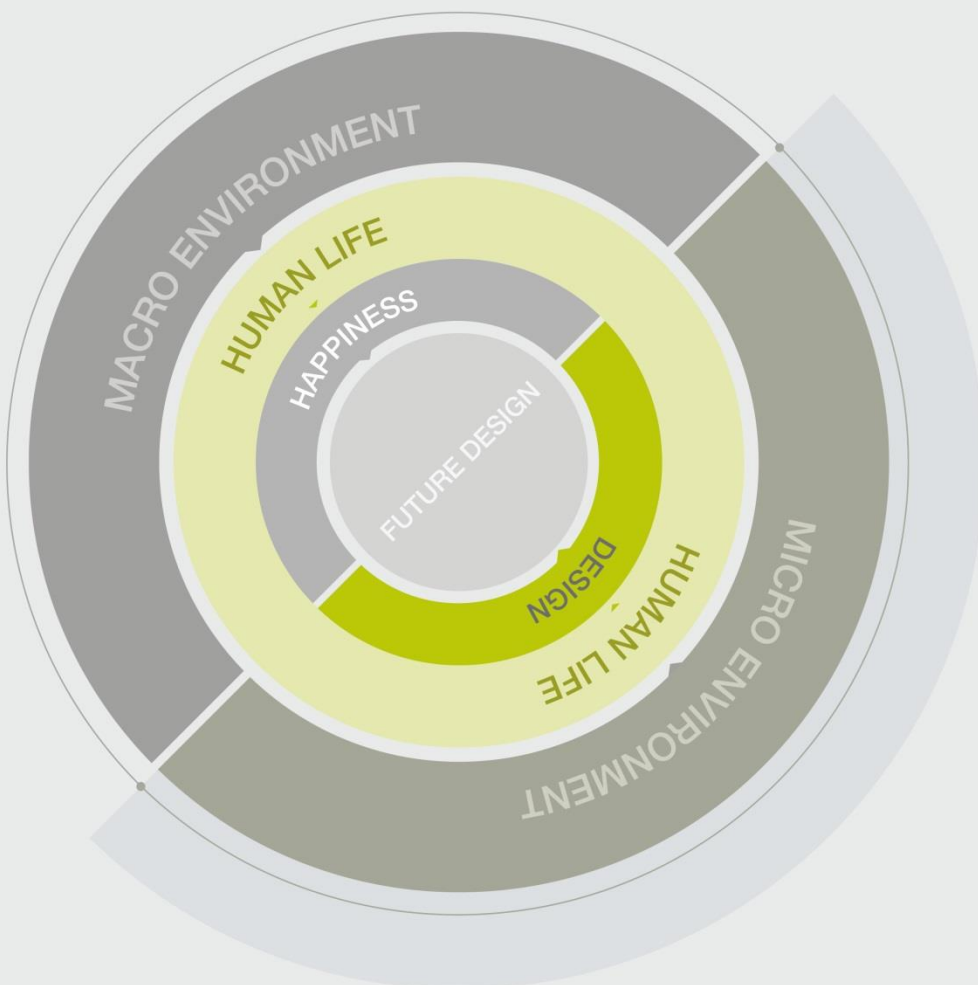 MACRO ENVIRONMENT
HUMAN LIFE
HAPPINESS
FUTURE DESIGN
DESIGN
HUMAN LIFE
MICRO ENVIRONMENT